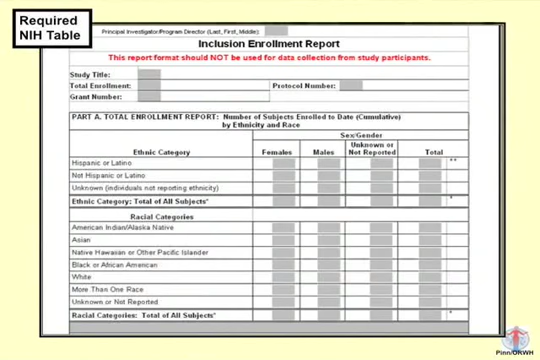 Required
NIH Table
Principal Investigator/Program Director (Last, First, Middle):
Inclusion Enrollment Report
This report format should NOT be used for data collection from study participants.
Study Title:
Total Enrollment: Protocol Number:
Grant Number:
PART A. TOTAL ENROLLMENT REPORT: Number of Subjects Enrolled to Date (Cumulative)
by Ethnicity and Race
Sex/Gender
Ethnic Category Females Males Unknown or Not Reported Total
Hispanic or Latino **
Not Hispanic or Latino
Unknown (individuals not reporting ethnicity)
Ethnic Category: Total of All Subjects* *
Racial Categories
American Indian/Alaska Native
Asian
Native Hawaiian or Other Pacific Islander
Black or African American
White
More Than One Race
Unknown or Not Reported
Racial Categories: Total of All Subjects* *
Pinn/ORWH